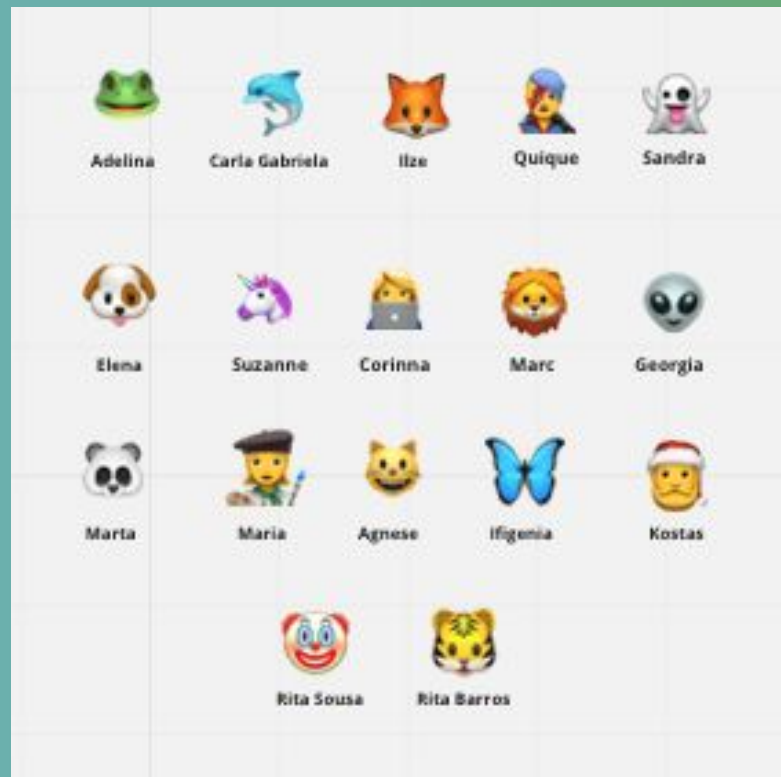 Adelina Carla Gabriela Ilze Quique Sandra
Elena Suzanne Corinna Marc Georgia
Marta Maria Agnese Ifigenia Kostas
Rita Sousa Rita Barros